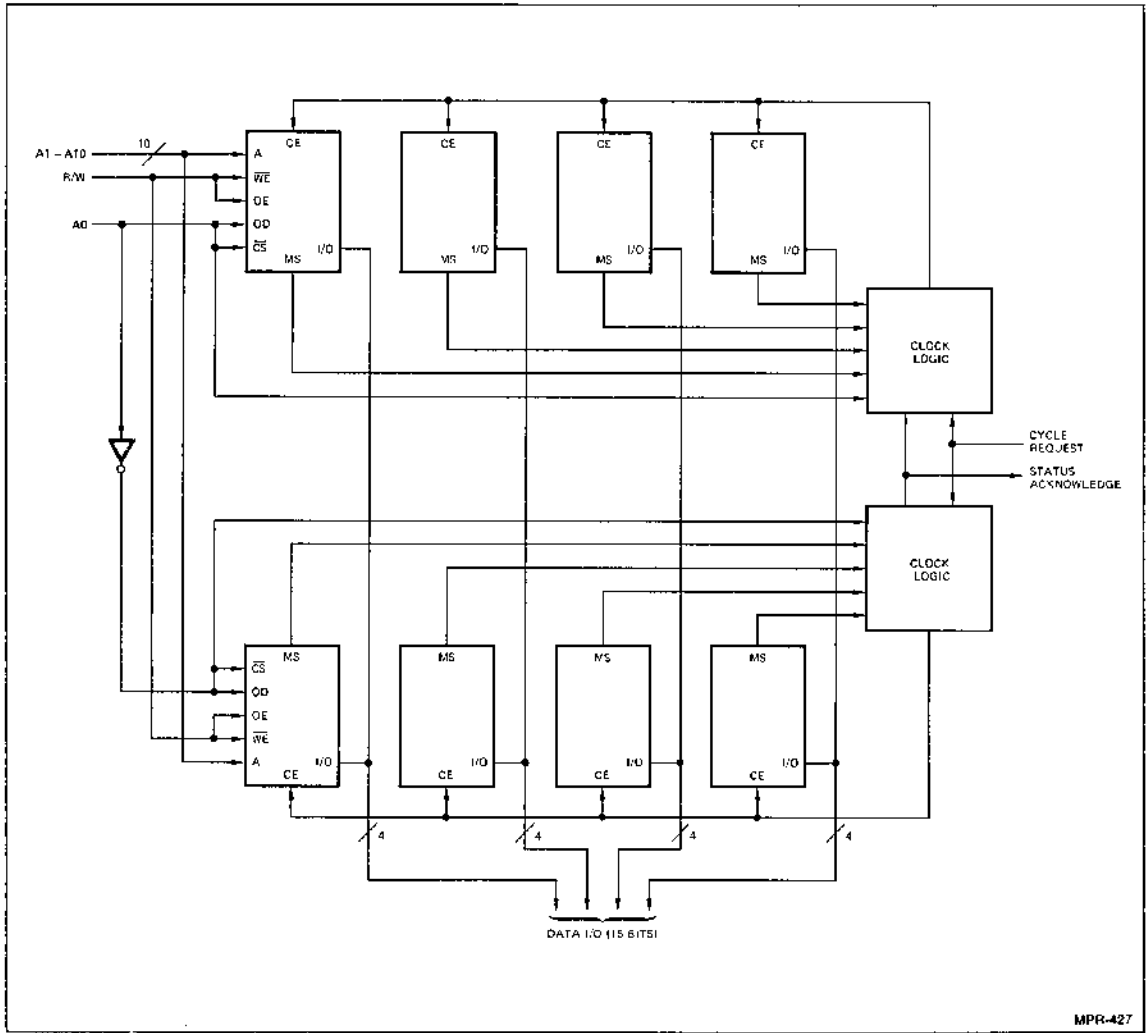 CE
CE
CE
CE
A1 – A10
10
A
R/W
WE
OE
A0
OD
CS
I/O
I/O
I/O
I/O
MS
MS
MS
MS
CLOCK
LOGIC
CYCLE
REQUEST
STATUS
ACKNOWLEDGE
CLOCK
LOGIC
MS
MS
MS
MS
CS
OD
OE
WE
A
I/O
I/O
I/O
I/O
CE
CE
CE
CE
4
4
4
4
DATA I/O (16 BITS)
MPR-427